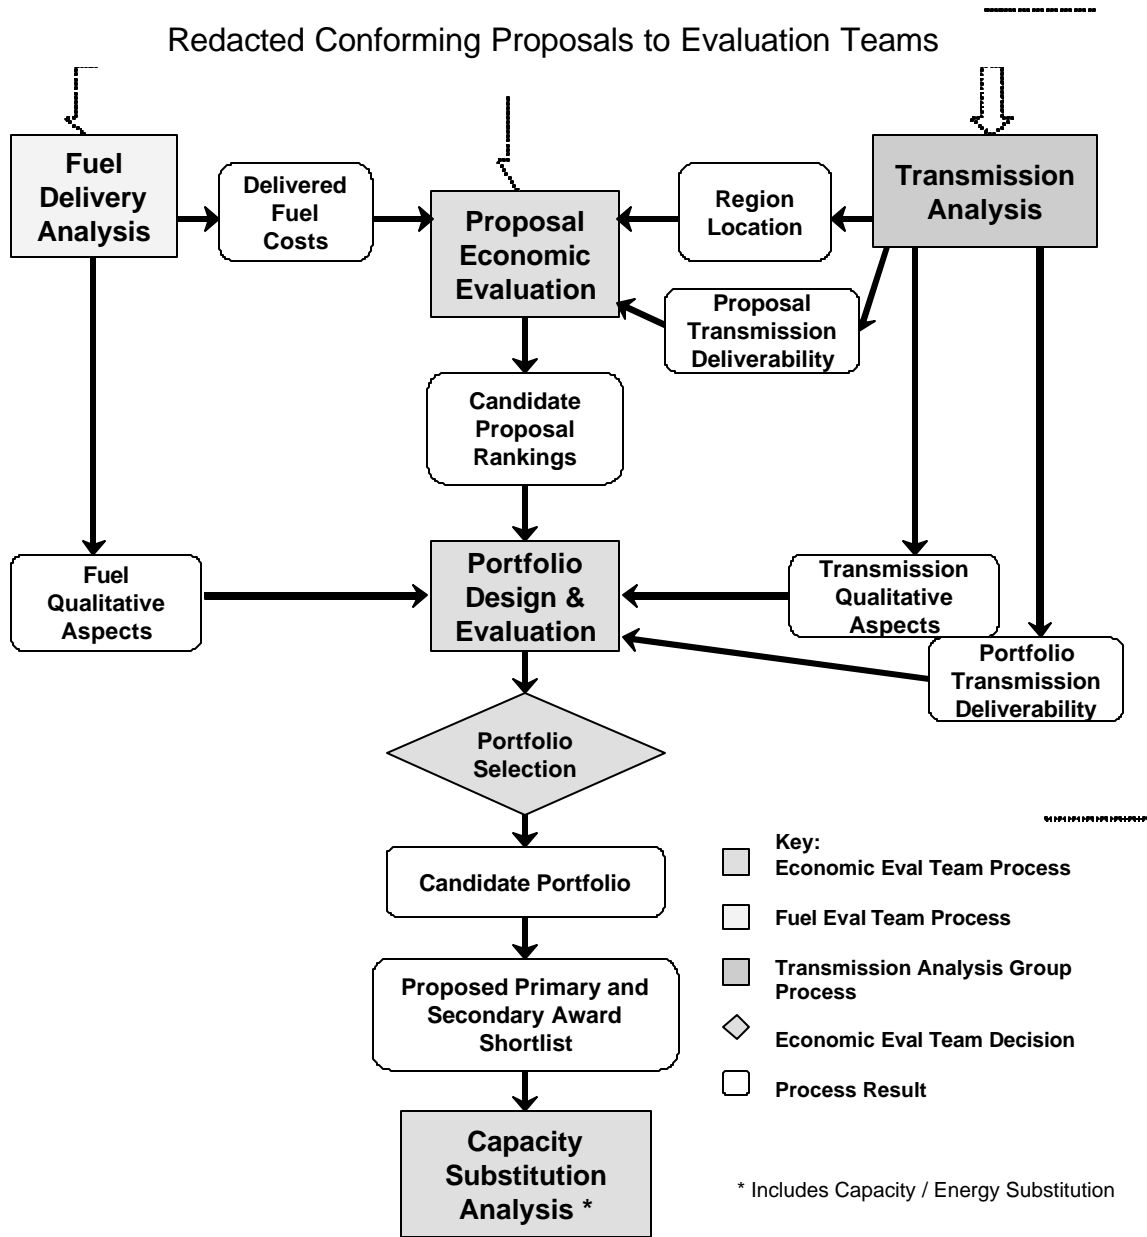 Redacted Conforming Proposals to Evaluation Teams
Fuel
Delivery
Analysis
Delivered
Fuel
Costs
Proposal
Economic
Evaluation
Region
Location
Transmission
Analysis
Proposal
Transmission
Deliverability
Candidate
Proposal
Rankings
Fuel
Qualitative
Aspects
Portfolio
Design &
Evaluation
Transmission
Qualitative
Aspects
Portfolio
Transmission
Deliverability
Portfolio
Selection
Candidate Portfolio
Proposed Primary and
Secondary Award
Shortlist
Capacity
Substitution
Analysis *
Key:
Economic Eval Team Process
Fuel Eval Team Process
Transmission Analysis Group
Process
Economic Eval Team Decision
Process Result
* Includes Capacity / Energy Substitution